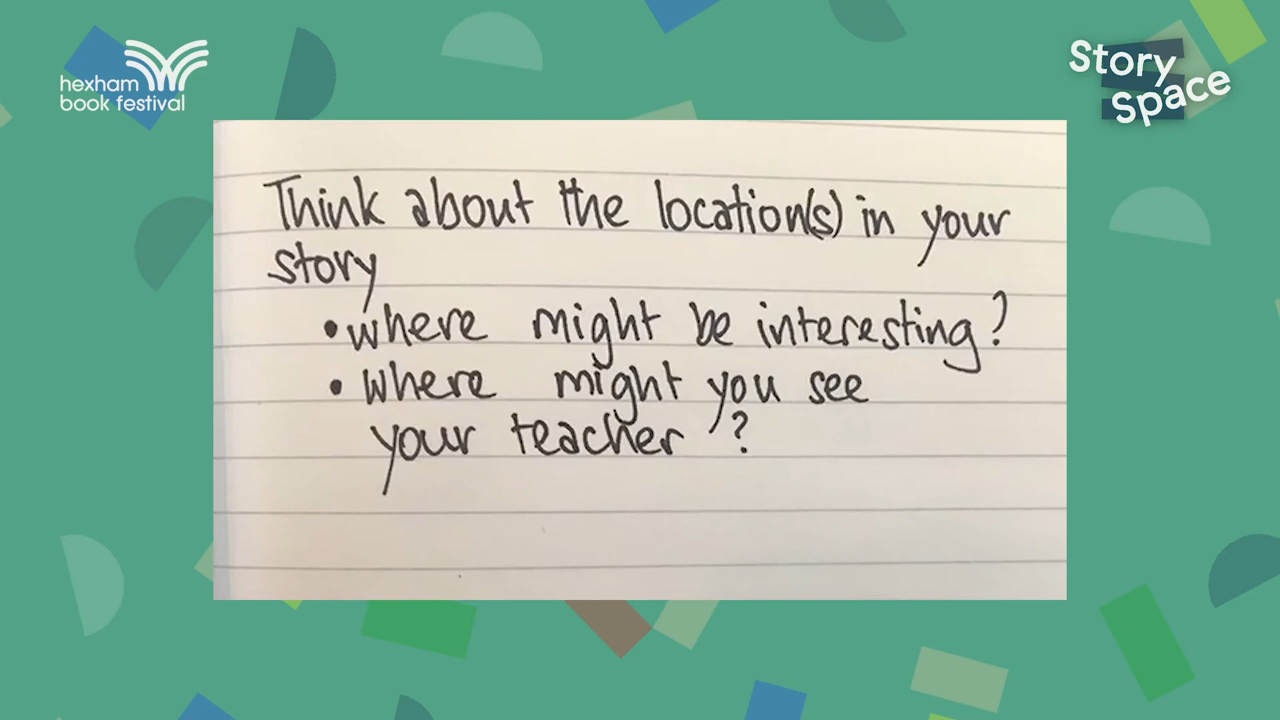 hexham
book festival
Story
Space
Think about the location(s) in your
story
• where might be interesting?
• where might you see
your teacher?